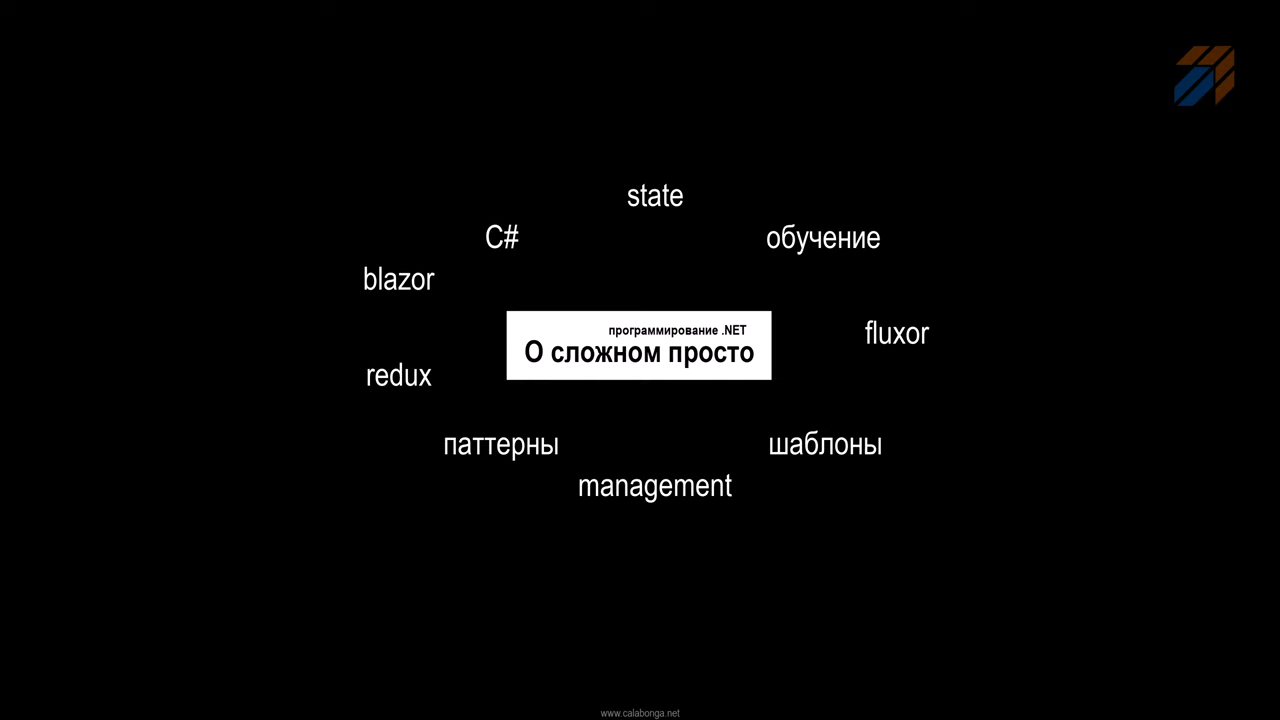 state
C#
обучение
blazor
программирование .NET
fluxor
О сложном просто
redux
паттерны
шаблоны
management
www.calabonga.net